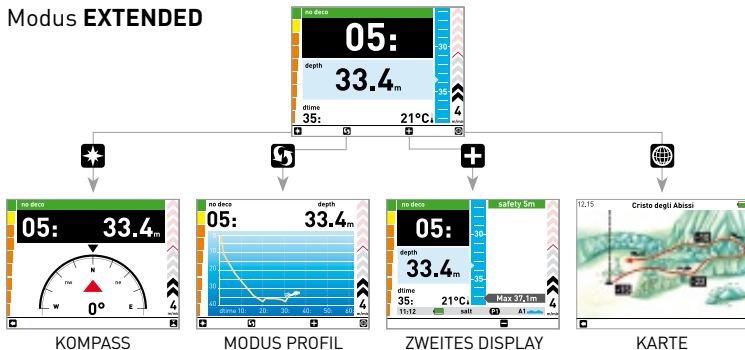 Modus EXTENDED
no deco
05:
depth
33.4m
dtime
35: 21°C
30
35
4
m/min
no deco
05: 33.4m
N
nw ne
W E
0°
4
m/min
KOMPASS
no deco depth
05: 33.4m
10
20
30
40
dtime 10: 20: 30: 40: 50: 60:
4
m/min
MODUS PROFIL
no deco
05:
depth
33.4m
dtime
35: 21°C
30
35
safety 5m
Max 37.1m
4
m/min
11:12 salt P1 A1
ZWEITES DISPLAY
12.15 Cristo degli Abissi
KARTE